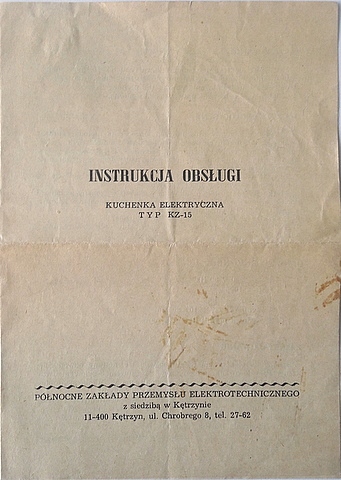 INSTRUKCJA OBSŁUGI
KUCHENKA ELEKTRYCZNA
TYP KZ-15
PÓŁNOCNE ZAKŁADY PRZEMYSŁU ELEKTROTECHNICZNEGO
z siedzibą w Kętrzynie
11-400 Kętrzyn, ul. Chrobrego 8, tel. 27-62